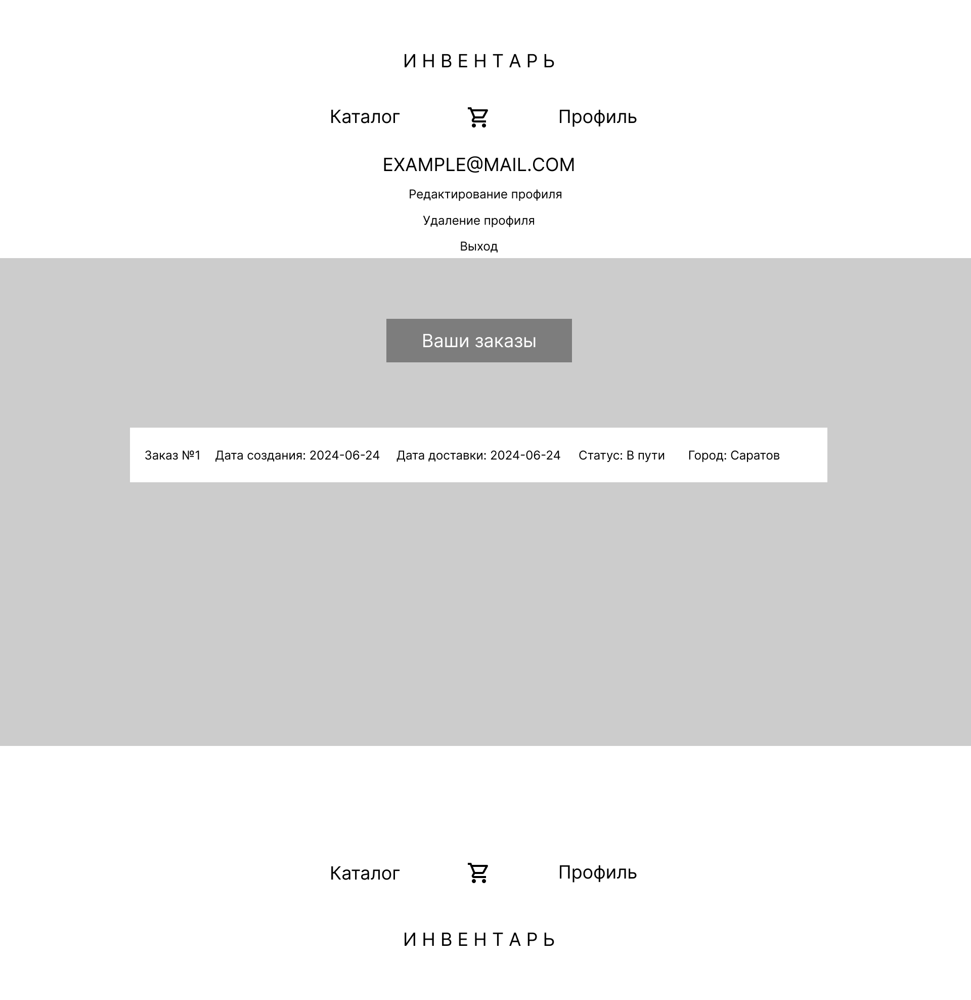 ИНВЕНТАРЬ
Каталог Профиль
EXAMPLE@MAIL.COM
Редактирование профиля
Удаление профиля
Выход
Ваши заказы
Заказ №1 Дата создания: 2024-06-24 Дата доставки: 2024-06-24 Статус: В пути Город: Саратов
Каталог Профиль
ИНВЕНТАРЬ